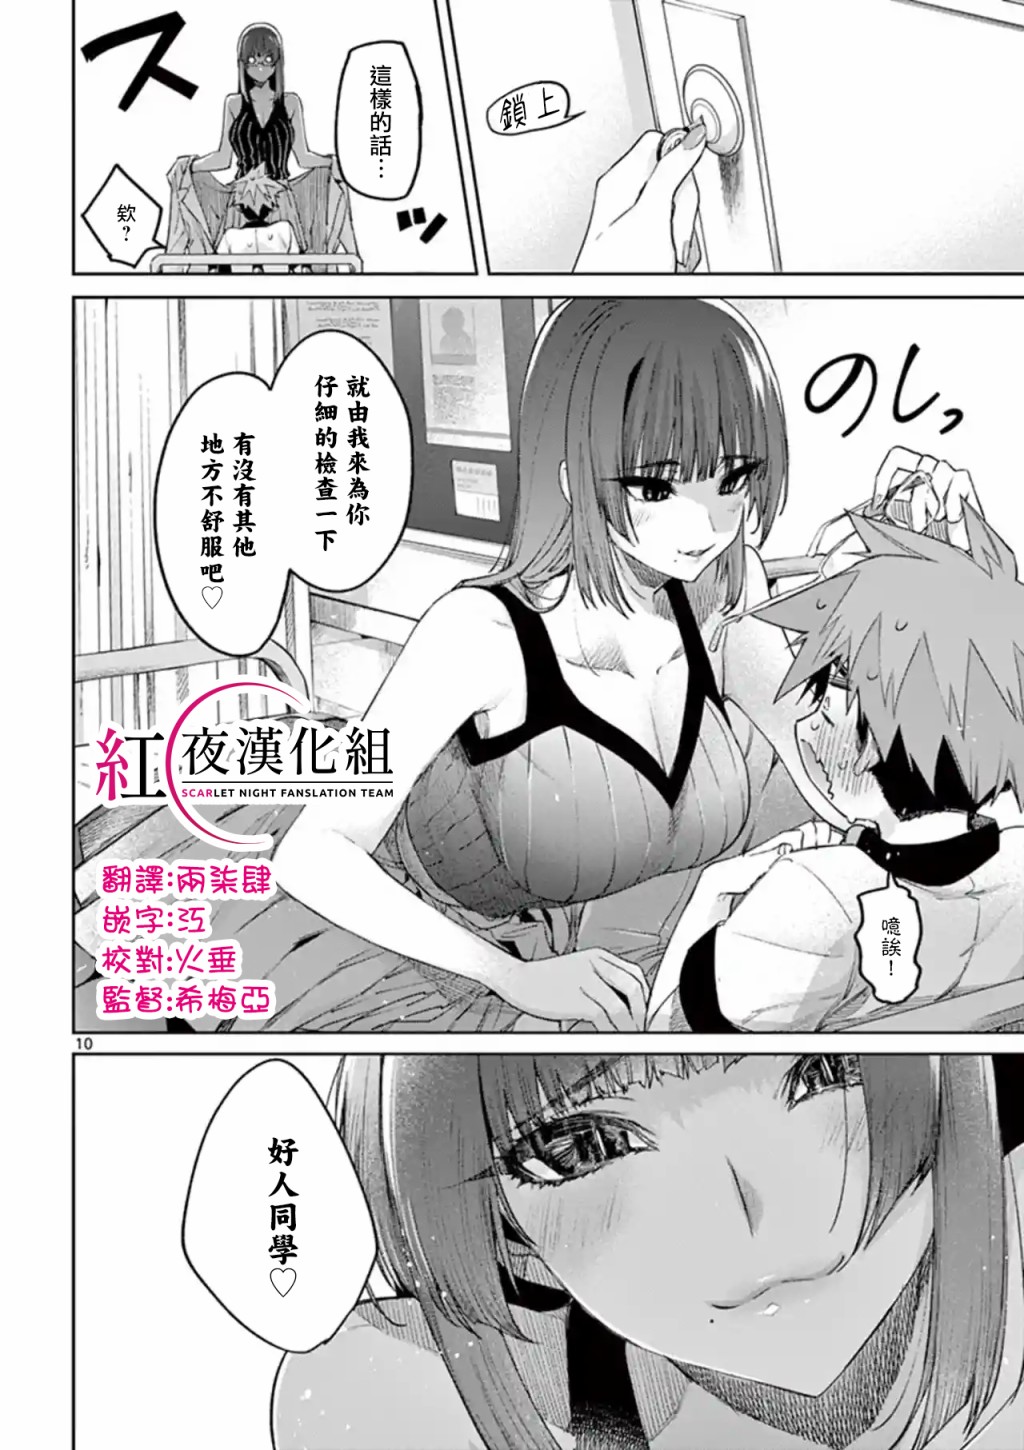 鎖上
這樣的話…
ス
欸？
就由我來為你
仔細的檢查一下
有沒有其他
地方不舒服吧♡
のしっ
噫誒！
紅夜漢化組
SCARLET NIGHT FANSLATION TEAM
翻譯:兩柒肆
嵌字:江
校對:火垂
監督:希梅亞
10
好人同學♡